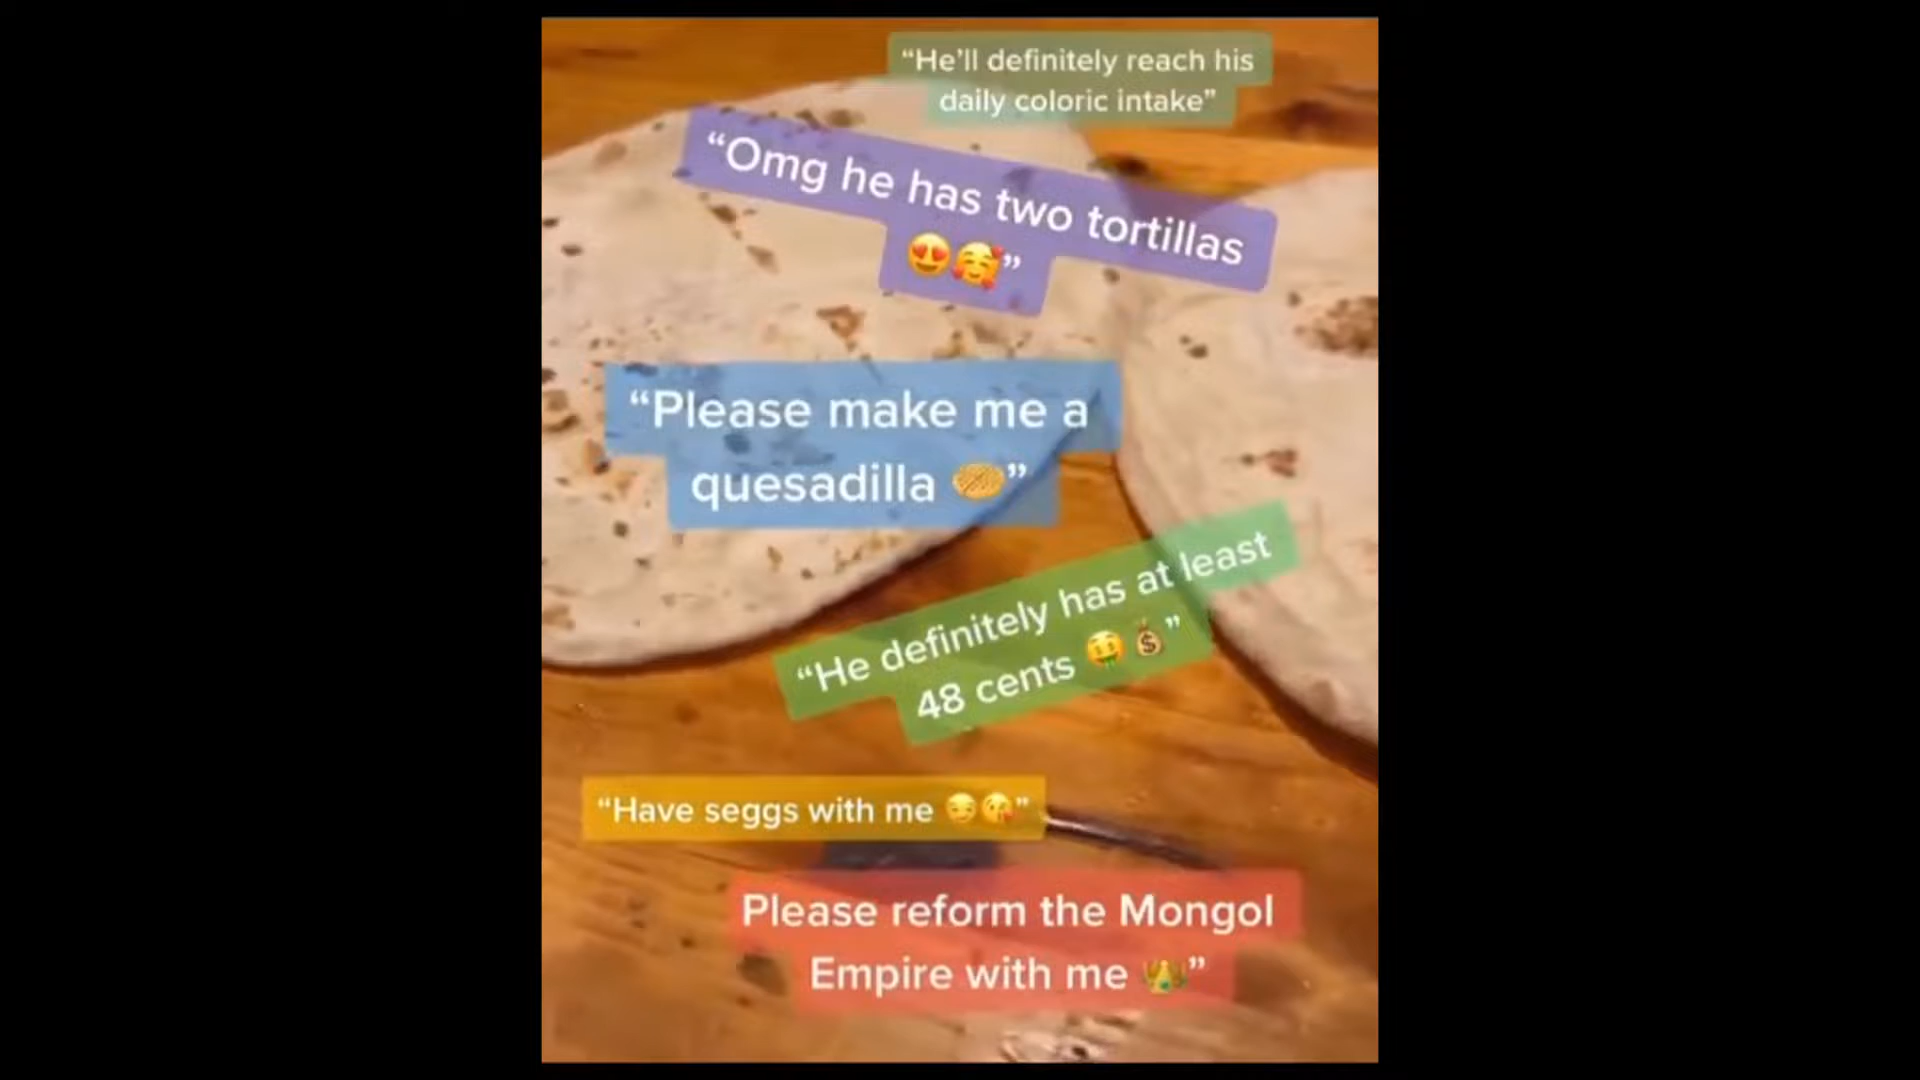 “He’ll definitely reach his
daily coloric intake”
“Omg he has two tortillas
😍🥰”
“Please make me a
quesadilla 🫓”
“He definitely has at least
48 cents 🤑💰”
“Have seggs with me 😏😘”
Please reform the Mongol
Empire with me 👑”